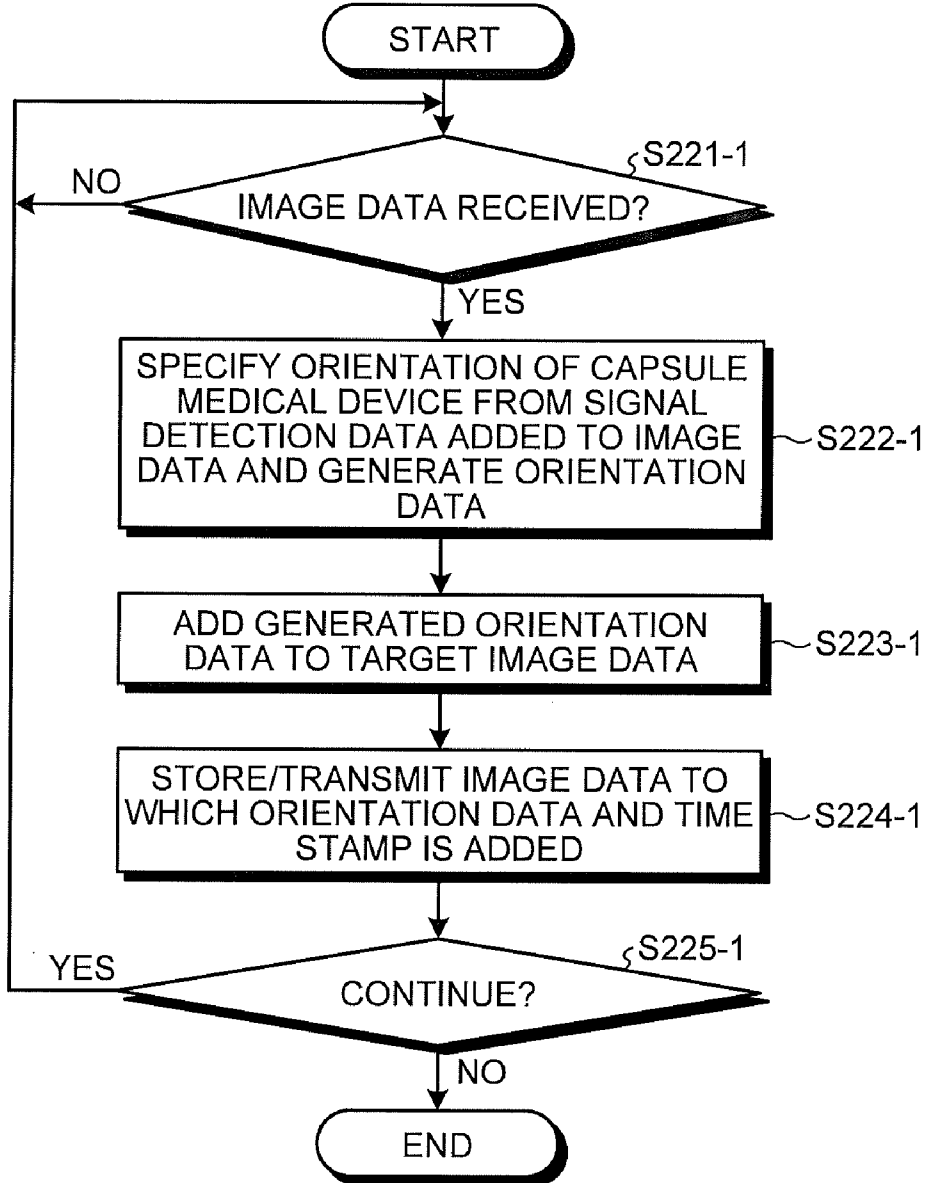 START
S221-1
NO
IMAGE DATA RECEIVED?
YES
SPECIFY ORIENTATION OF CAPSULE
MEDICAL DEVICE FROM SIGNAL
DETECTION DATA ADDED TO IMAGE
DATA AND GENERATE ORIENTATION
DATA
S222-1
ADD GENERATED ORIENTATION
DATA TO TARGET IMAGE DATA
S223-1
STORE/TRANSMIT IMAGE DATA TO
WHICH ORIENTATION DATA AND TIME
STAMP IS ADDED
S224-1
S225-1
YES
CONTINUE?
NO
END